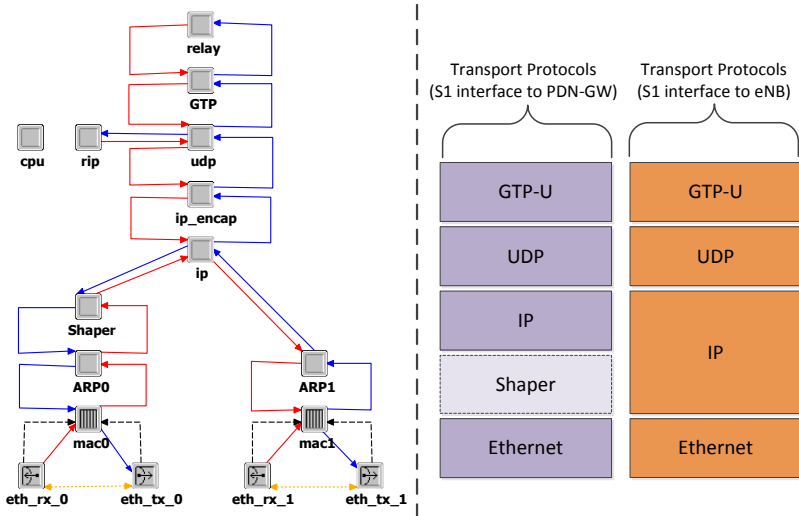 relay
GTP
cpu
rip
udp
ip_encap
ip
Shaper
ARP0
ARP1
mac0
mac1
eth_rx_0
eth_tx_0
eth_rx_1
eth_tx_1
Transport Protocols
(S1 interface to PDN-GW)
GTP-U
UDP
IP
Shaper
Ethernet
Transport Protocols
(S1 interface to eNB)
GTP-U
UDP
IP
Ethernet